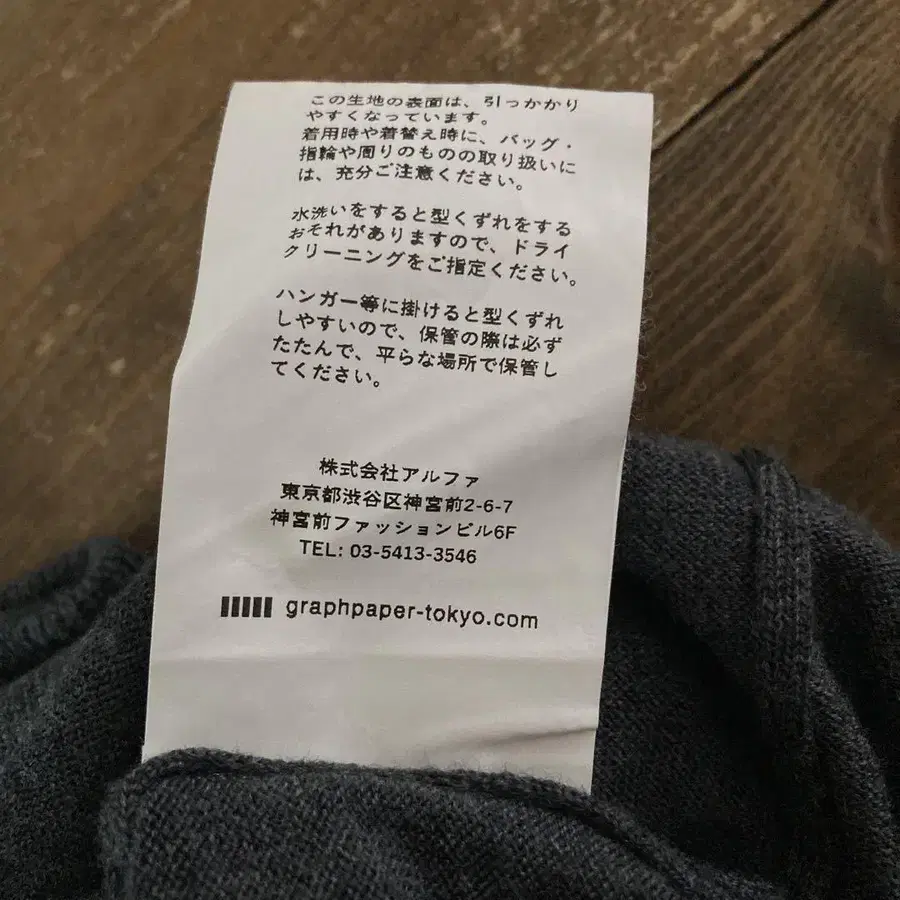 この生地の表面は、引っかかり
やすくなっています。
着用時や着替え時に、バッグ・
指輪や周りのものの取り扱いに
は、充分ご注意ください。
水洗いをすると型くずれをする
おそれがありますので、ドライ
クリーニングをご指定ください。
ハンガー等に掛けると型くずれ
しやすいので、保管の際は必ず
たたんで、平らな場所で保管し
てください。
株式会社アルファ
東京都渋谷区神宮前2-6-7
神宮前ファッションビル6F
TEL: 03-5413-3546
graphpaper-tokyo.com